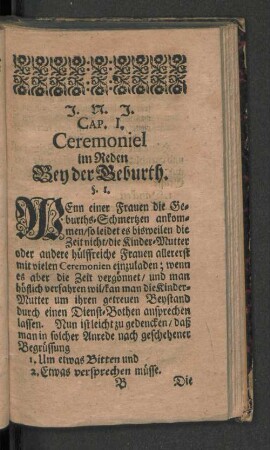 J. N. J.
CAP. I.
Ceremoniel
im Reden
Bey der Geburth.
§. 1.
WEnn einer Frauen die Ge-
burths-Schmertzen ankom-
men/so leidet es bisweilen die
Zeit nicht/die Kinder-Mutter
oder andere hülffreiche Frauen allererst
mit vielen Ceremonien einzuladen; wenn
es aber die Zeit vergönnet/ und man
höflich verfahren will/kan man die Kinder-
Mutter um ihren getreuen Beystand
durch einen Dienst-Bothen ansprechen
lassen. Nun ist leicht zu gedencken/ daß
man in solcher Anrede nach geschehener
Begrüssung
1. Um etwas Bitten und
2. Etwas versprechen müsse.
B Die